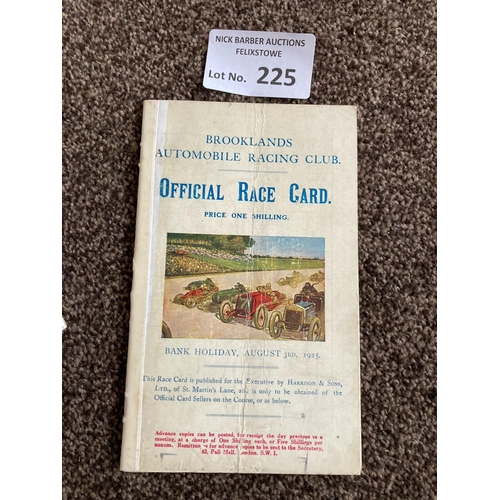 NICK BARBER AUCTIONS
FELIXSTOWE
Lot No. 225
BROOKLANDS
AUTOMOBILE RACING CLUB.
OFFICIAL RACE CARD.
PRICE ONE SHILLING.
BANK HOLIDAY, AUGUST 3RD, 1925.
This Race Card is published for the Executive by HARRISON & SONS,
LTD., of St. Martin's Lane, and is only to be obtained of the
Official Card Sellers on the Course, or as below.
Advance copies can be posted, for receipt the day previous to a
meeting, at a charge of One Shilling each, or Five Shillings per
annum. Remittances for advance copies to be sent to the Secretary,
Pall Mall, London, S.W. 1.